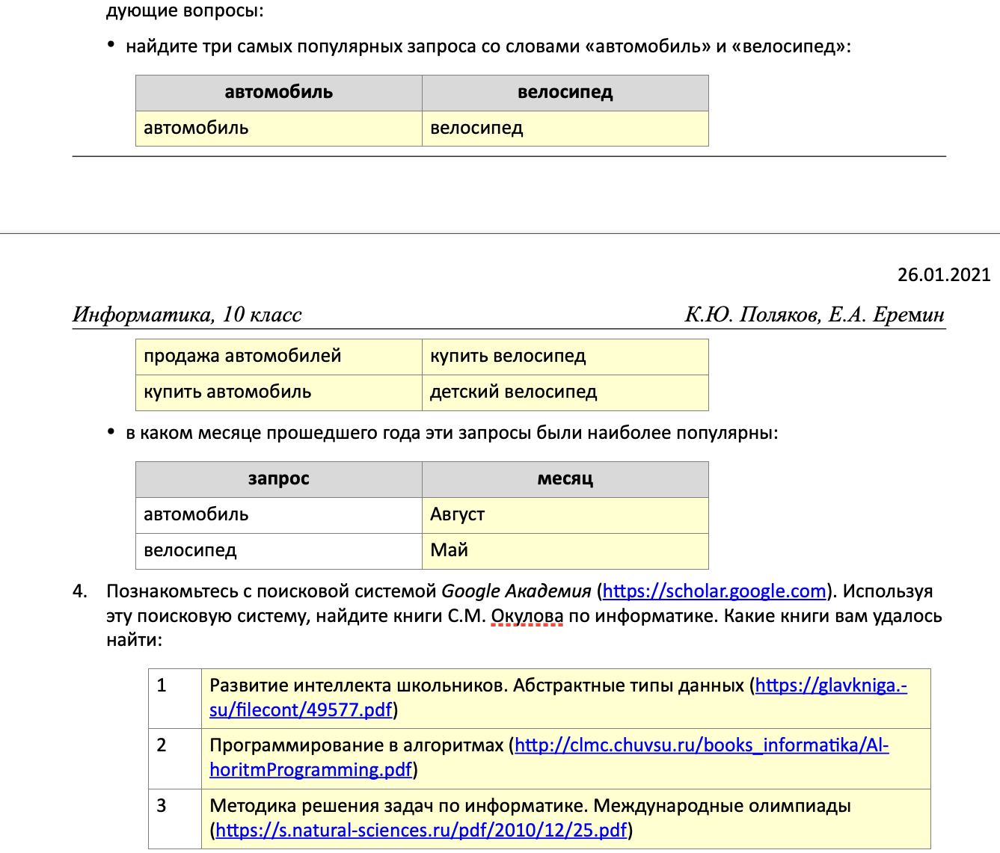 дующие вопросы:
• найдите три самых популярных запроса со словами «автомобиль» и «велосипед»:
автомобиль велосипед
автомобиль велосипед
26.01.2021
Информатика, 10 класс К.Ю. Поляков, Е.А. Еремин
продажа автомобилей купить велосипед
купить автомобиль детский велосипед
• в каком месяце прошедшего года эти запросы были наиболее популярны:
запрос месяц
автомобиль Август
велосипед Май
4. Познакомьтесь с поисковой системой Google Академия (https://scholar.google.com). Используя
эту поисковую систему, найдите книги С.М. Окулова по информатике. Какие книги вам удалось
найти:
1 Развитие интеллекта школьников. Абстрактные типы данных (https://glavkniga.-
su/filecont/49577.pdf)
2 Программирование в алгоритмах (http://clmc.chuvsu.ru/books_informatika/Al-
horitmProgramming.pdf)
3 Методика решения задач по информатике. Международные олимпиады
(https://s.natural-sciences.ru/pdf/2010/12/25.pdf)